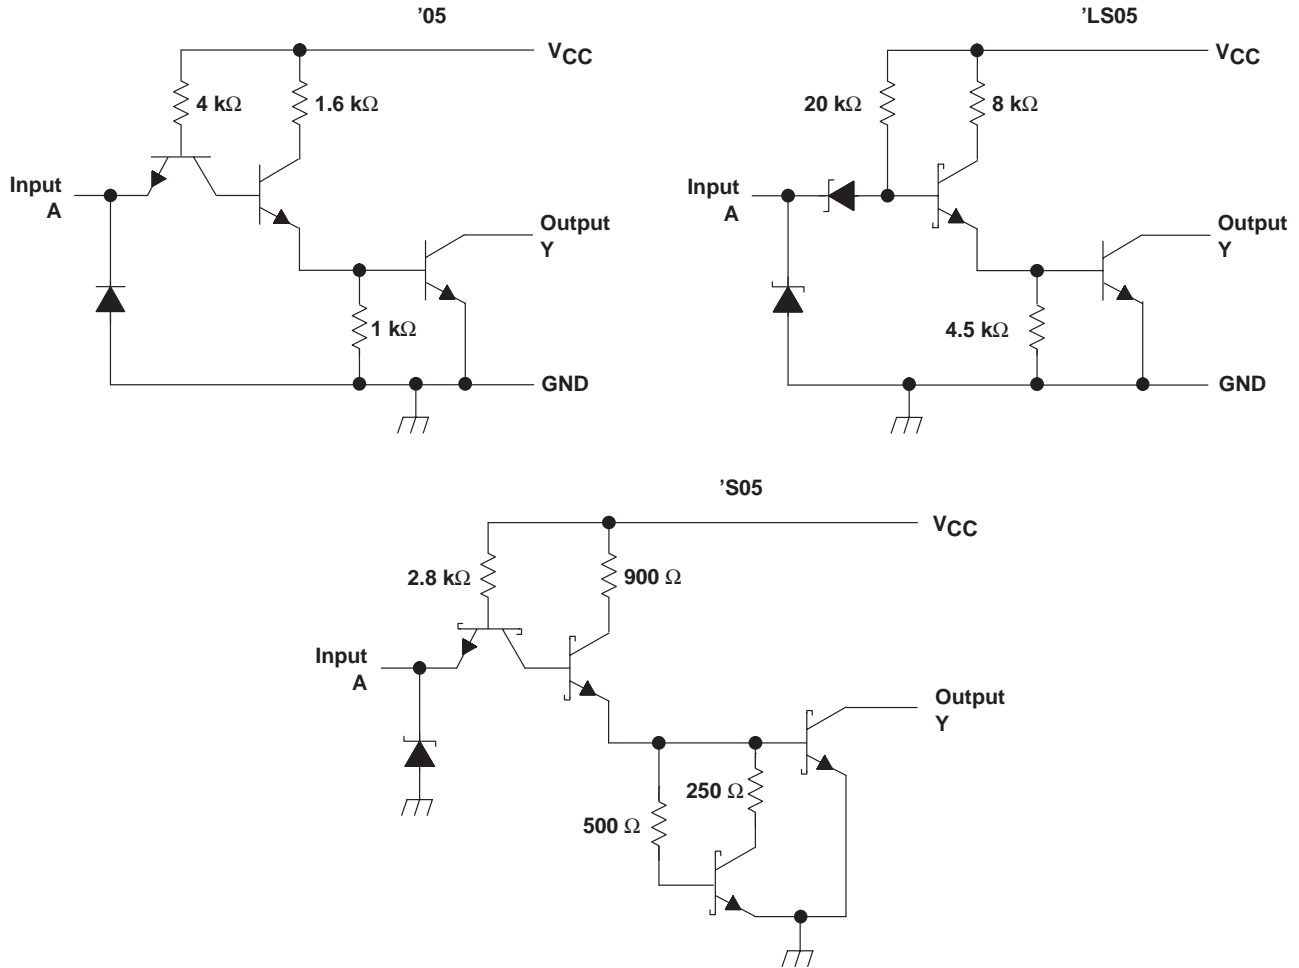 ’05
VCC
4 kΩ
1.6 kΩ
Input
A
Output
Y
1 kΩ
GND
’LS05
VCC
20 kΩ
8 kΩ
Input
A
Output
Y
4.5 kΩ
GND
’S05
VCC
2.8 kΩ
900 Ω
Input
A
Output
Y
250 Ω
500 Ω